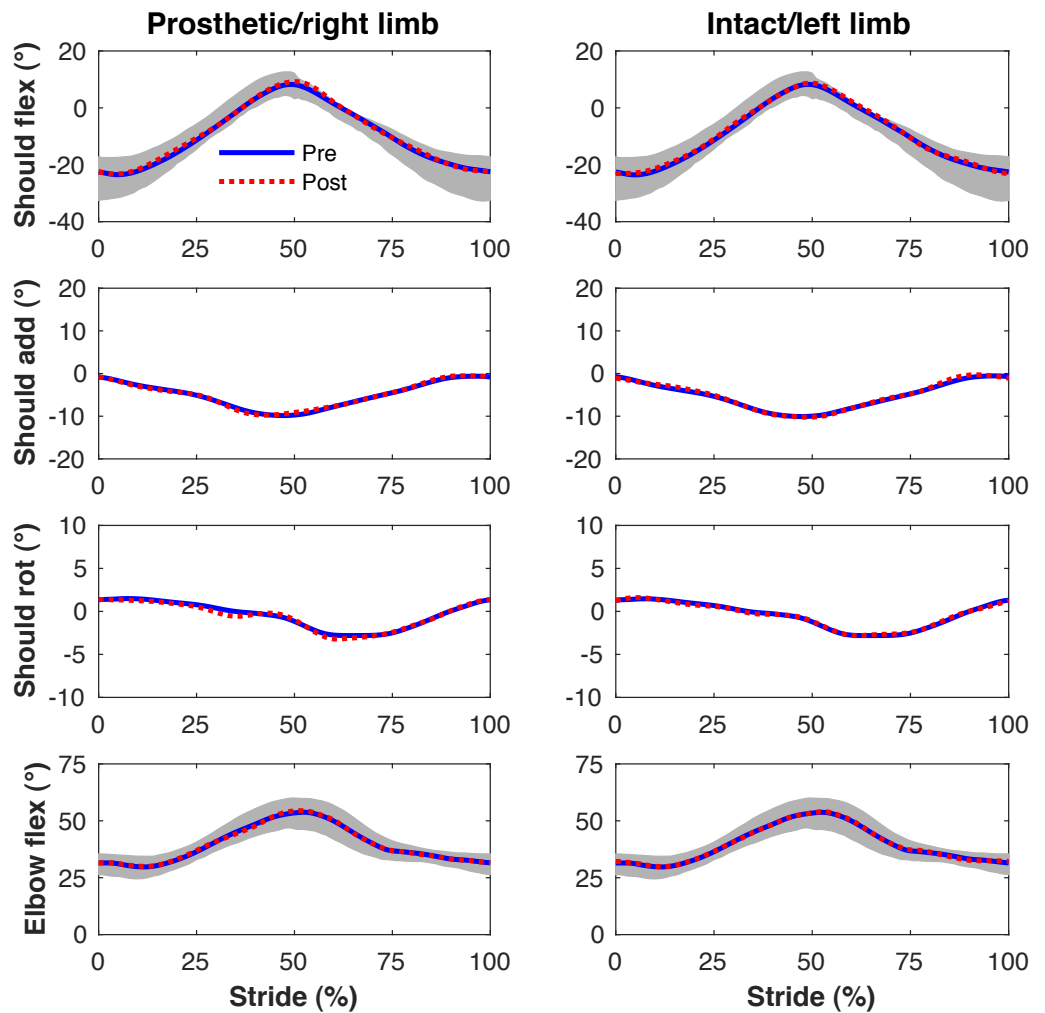 Prosthetic/right limb
Intact/left limb
Should flex (°)
20
0
-20
-40
Pre
Post
0 25 50 75 100
20
0
-20
-40
0 25 50 75 100
Should add (°)
20
10
0
-10
-20
0 25 50 75 100
20
10
0
-10
-20
0 25 50 75 100
Should rot (°)
10
5
0
-5
-10
0 25 50 75 100
10
5
0
-5
-10
0 25 50 75 100
Elbow flex (°)
75
50
25
0
0 25 50 75 100
Stride (%)
75
50
25
0
0 25 50 75 100
Stride (%)